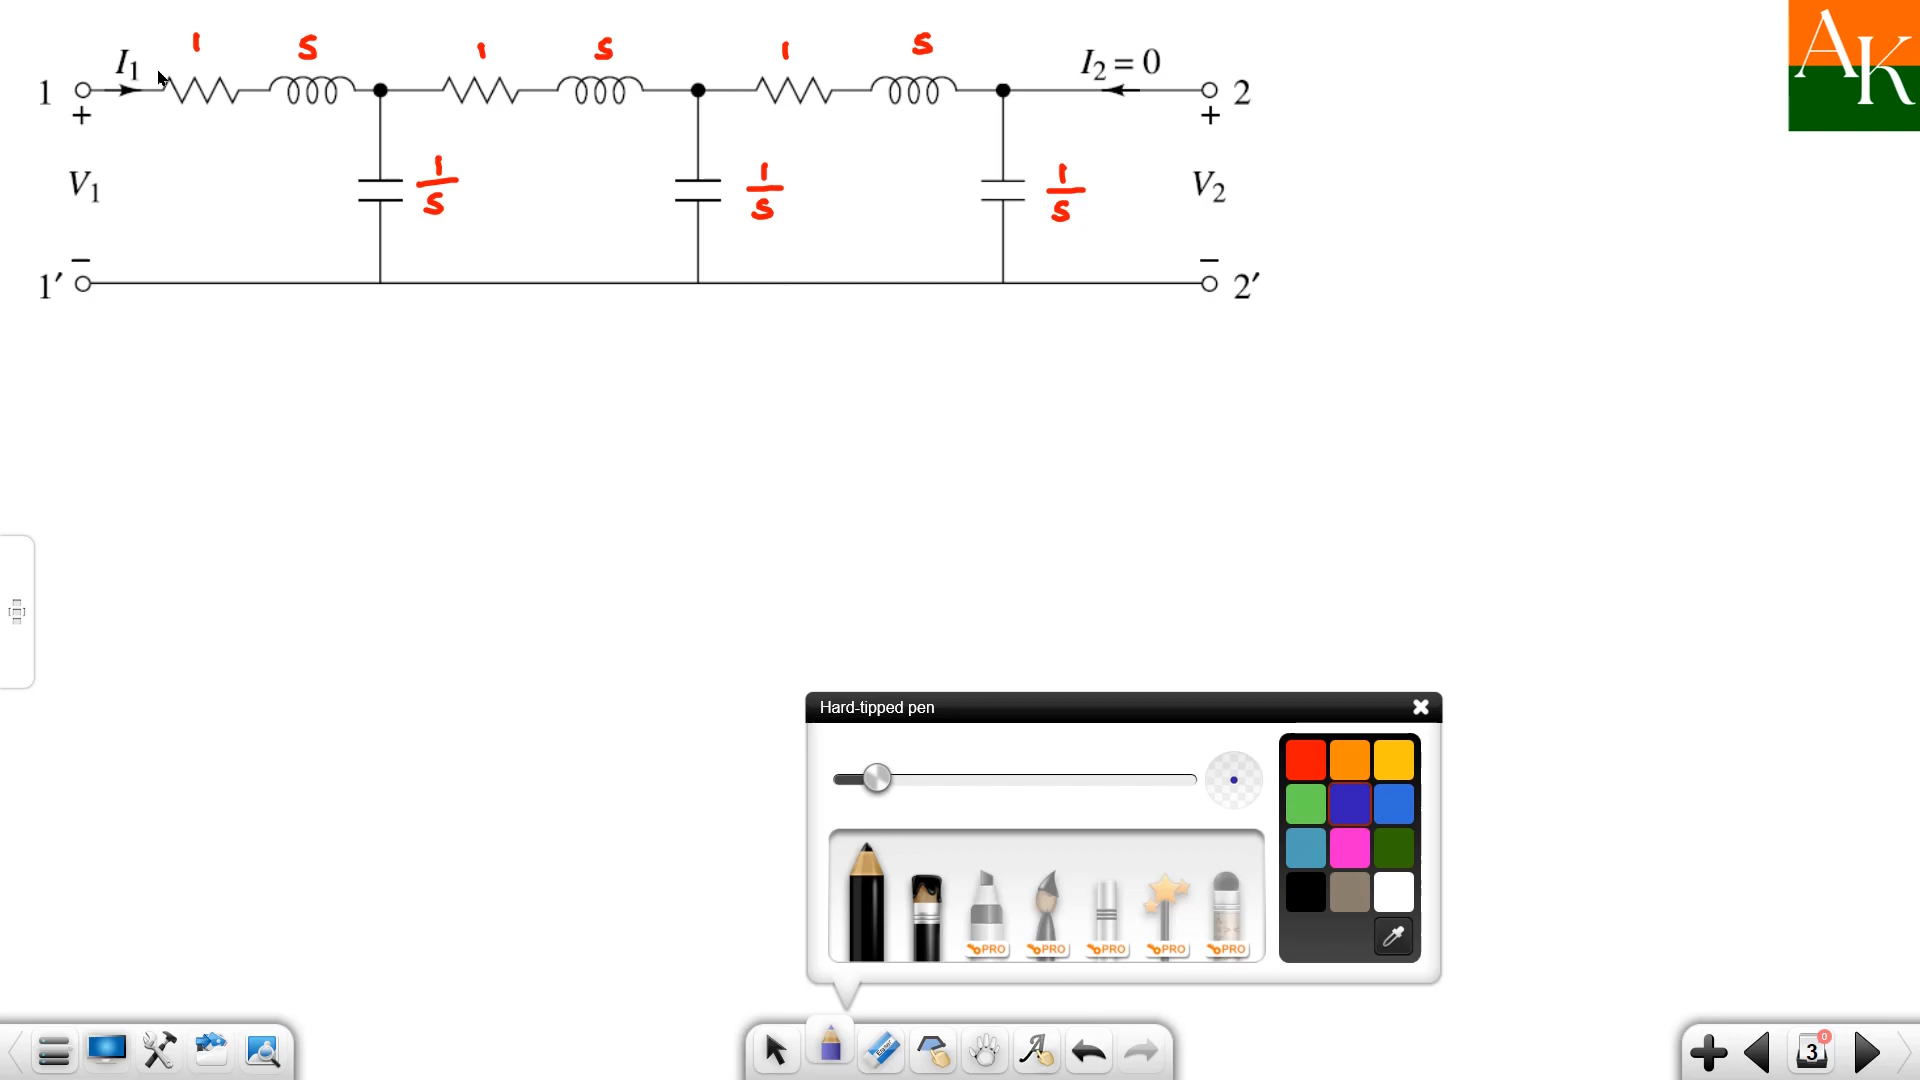 1 S 1 S 1 S
I₁ I₂ = 0
1 2
+ +
V₁ 1/S 1/S 1/S V₂
− −
1′ 2′
AK
Hard-tipped pen
PRO PRO PRO PRO PRO
Eraser
A
3 0